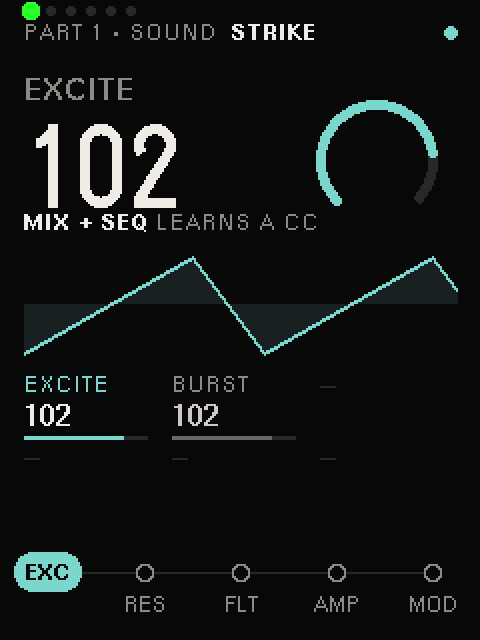 PART 1 · SOUND STRIKE
EXCITE
102
MIX + SEQ LEARNS A CC
EXCITE BURST —
102 102
— — —
EXC
RES FLT AMP MOD